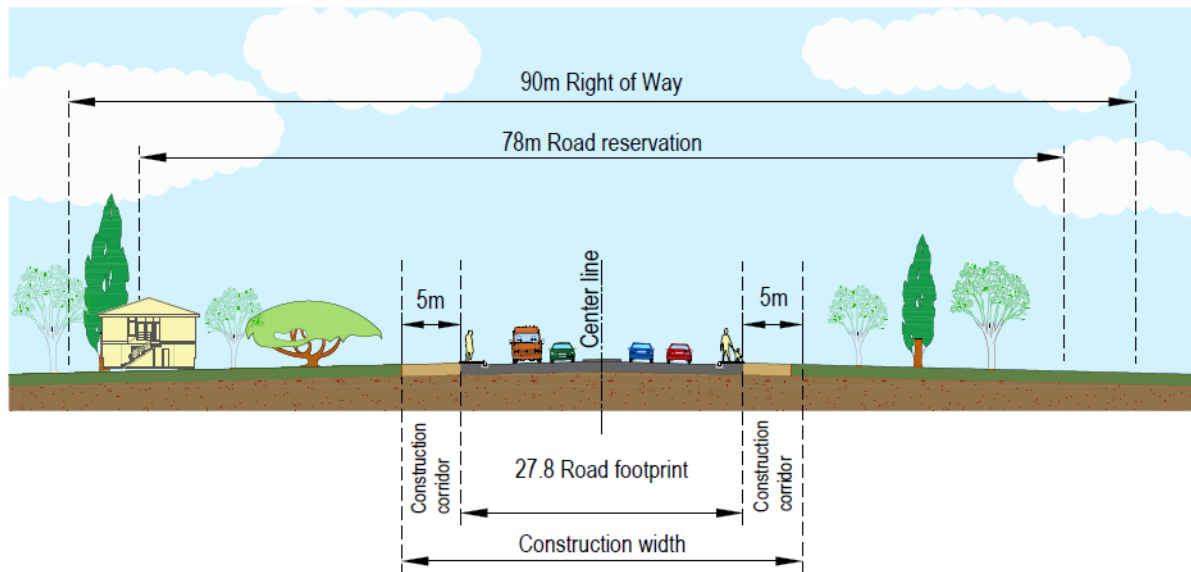 90m Right of Way
78m Road reservation
5m
Center line
5m
Construction
corridor
27.8 Road footprint
Construction
corridor
Construction width